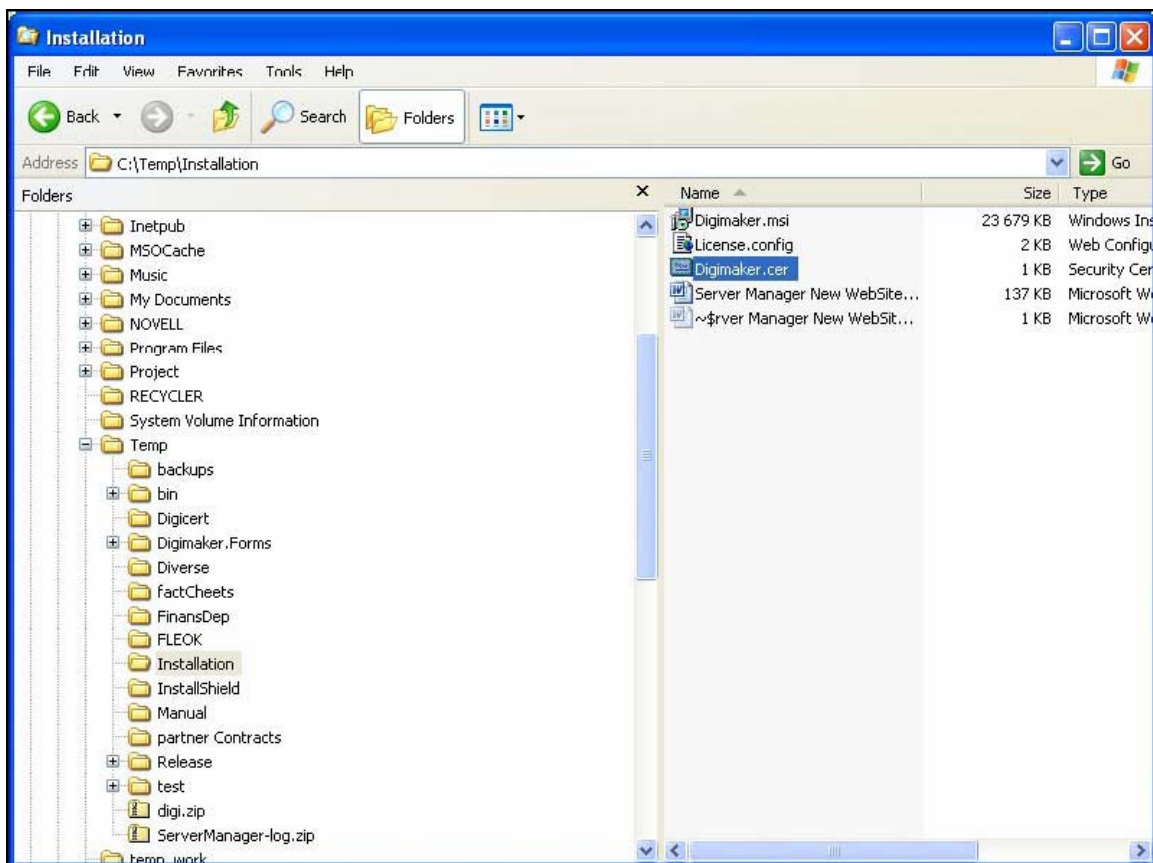 Installation
File Edit View Favorites Tools Help
Back Search Folders
Address C:\Temp\Installation Go
Folders Name Size Type
Inetpub
MSOCache
Music
My Documents
NOVELL
Program Files
Project
RECYCLER
System Volume Information
Temp
backups
bin
Digicert
Digimaker.Forms
Diverse
factCheets
FinansDep
FLEOK
Installation
InstallShield
Manual
partner Contracts
Release
test
digi.zip
ServerManager-log.zip
temp_work
Digimaker.msi 23 679 KB Windows Ins
License.config 2 KB Web Configu
Digimaker.cer 1 KB Security Cer
Server Manager New WebSite... 137 KB Microsoft Wo
~$rver Manager New WebSit... 1 KB Microsoft Wo